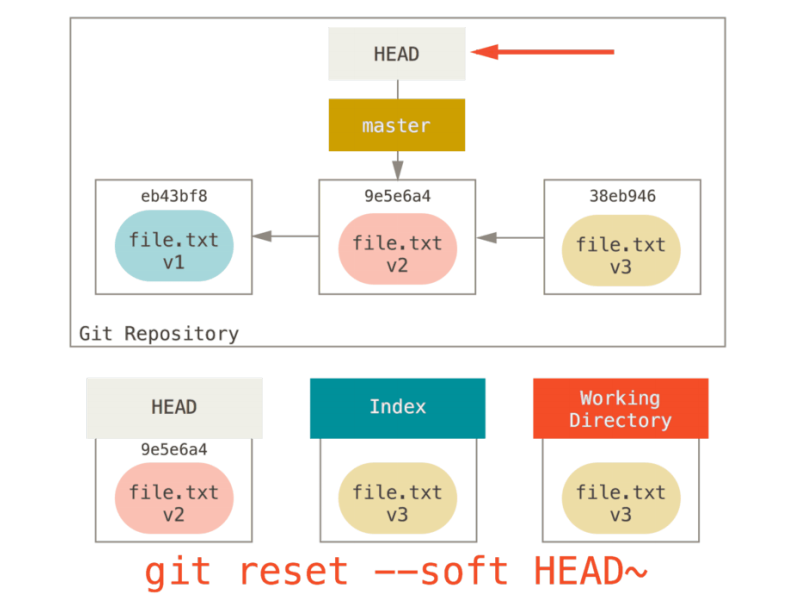 HEAD
master
eb43bf8
9e5e6a4
38eb946
file.txt
v1
file.txt
v2
file.txt
v3
Git Repository
HEAD
Index
Working
Directory
9e5e6a4
file.txt
v2
file.txt
v3
file.txt
v3
git reset --soft HEAD~